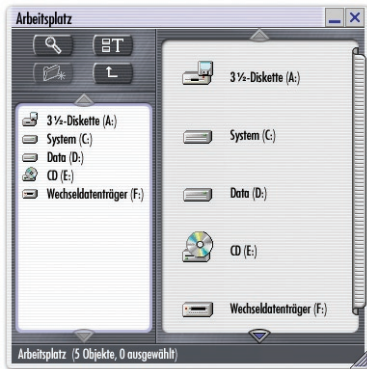 Arbeitsplatz
3½-Diskette (A:)
System (C:)
Data (D:)
CD (E:)
Wechseldatenträger (F:)
3½-Diskette (A:)
System (C:)
Data (D:)
CD (E:)
Wechseldatenträger (F:)
Arbeitsplatz (5 Objekte, 0 ausgewählt)